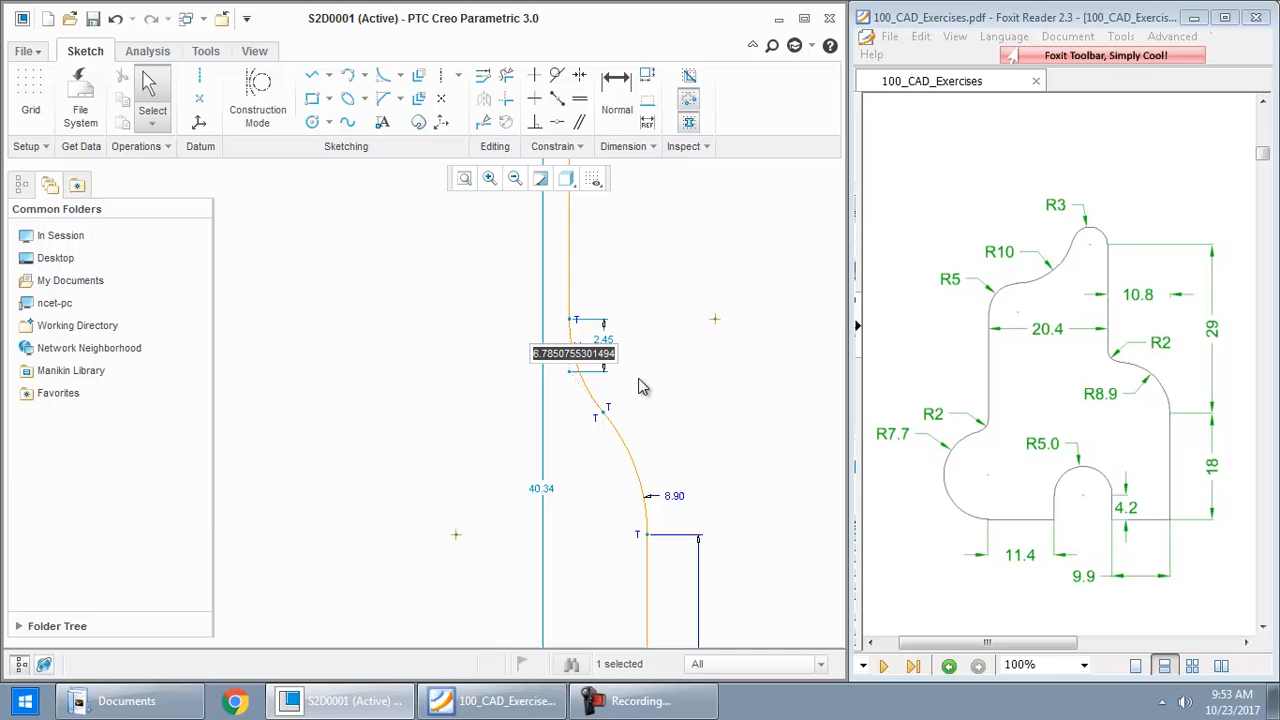 S2D0001 (Active) - PTC Creo Parametric 3.0
File
Sketch
Analysis
Tools
View
Grid
File
System
Select
Construction
Mode
Normal
Setup
Get Data
Operations
Datum
Sketching
Editing
Constrain
Dimension
Inspect
Common Folders
In Session
Desktop
My Documents
ncet-pc
Working Directory
Network Neighborhood
Manikin Library
Favorites
Folder Tree
T
2.45
6.7850755301494
T
T
40.34
8.90
T
1 selected
All
100_CAD_Exercises.pdf - Foxit Reader 2.3 - [100_CAD_Exercis...
File Edit View Language Document Tools Advanced
Help
Foxit Toolbar, Simply Cool!
100_CAD_Exercises
R3
R10
R5
10.8
20.4
29
R2
R8.9
R2
R7.7
R5.0
18
4.2
11.4
9.9
100%
Documents
S2D0001 (Active) ...
100_CAD_Exercise...
Recording...
9:53 AM
10/23/2017